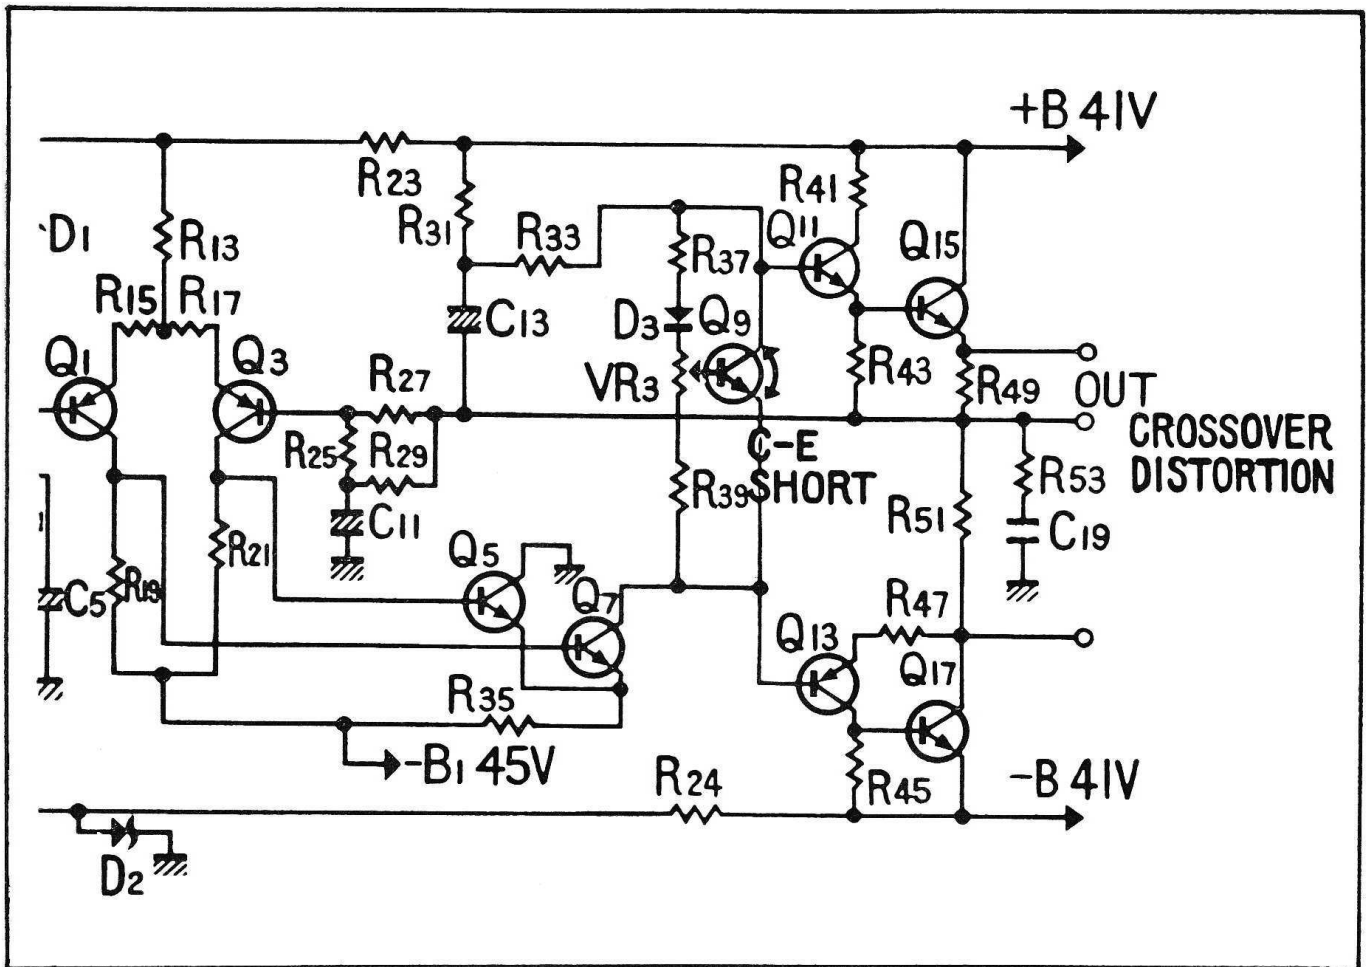 +B 41V
R23
R41
D1
R13
R31
R33
Q11
Q15
R37
R15 R17
C13
D3 Q9
Q1
Q3
R27
VR3
R43
R49
OUT
CROSSOVER
DISTORTION
C-E
SHORT
R25
R29
R39
R53
R51
C19
C11
R19
R21
Q5
C5
Q7
R47
Q13
Q17
R35
-B1 45V
R24
R45
-B 41V
D2